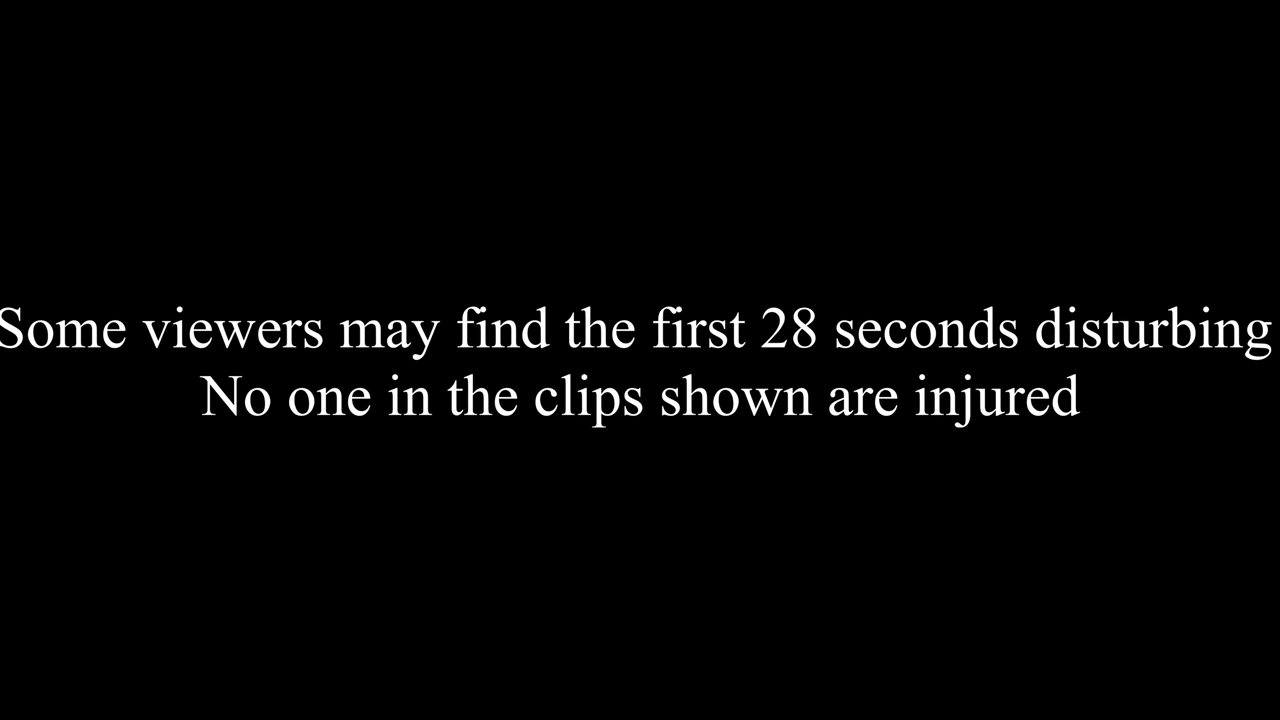 Some viewers may find the first 28 seconds disturbing
No one in the clips shown are injured